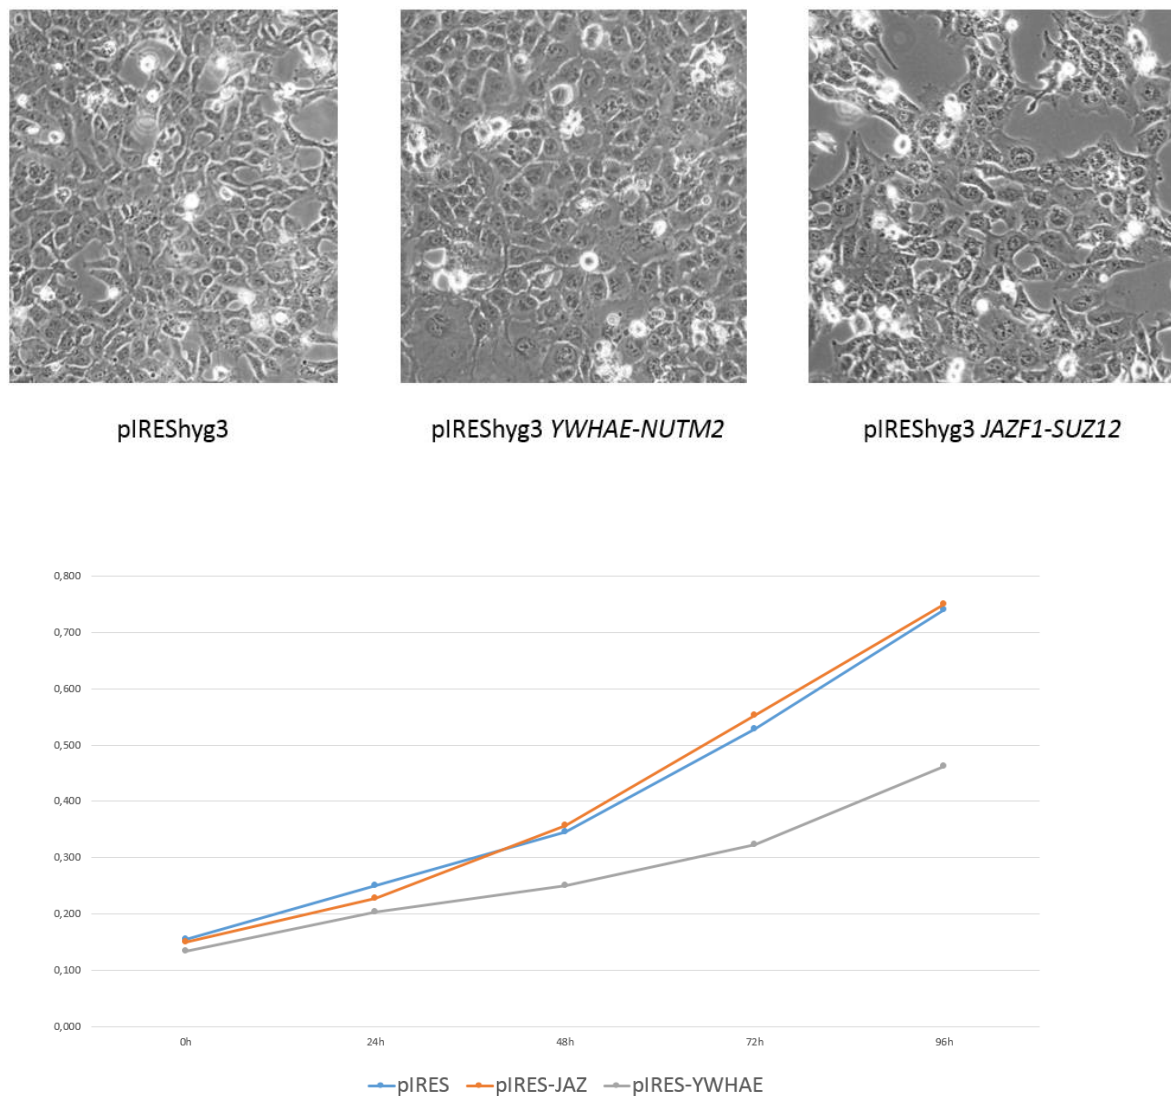 pIREShyg3
pIREShyg3 YWHAE-NUTM2
pIREShyg3 JAZF1-SUZ12
0,800
0,700
0,600
0,500
0,400
0,300
0,200
0,100
0,000
0h 24h 48h 72h 96h
pIRES pIRES-JAZ pIRES-YWHAE